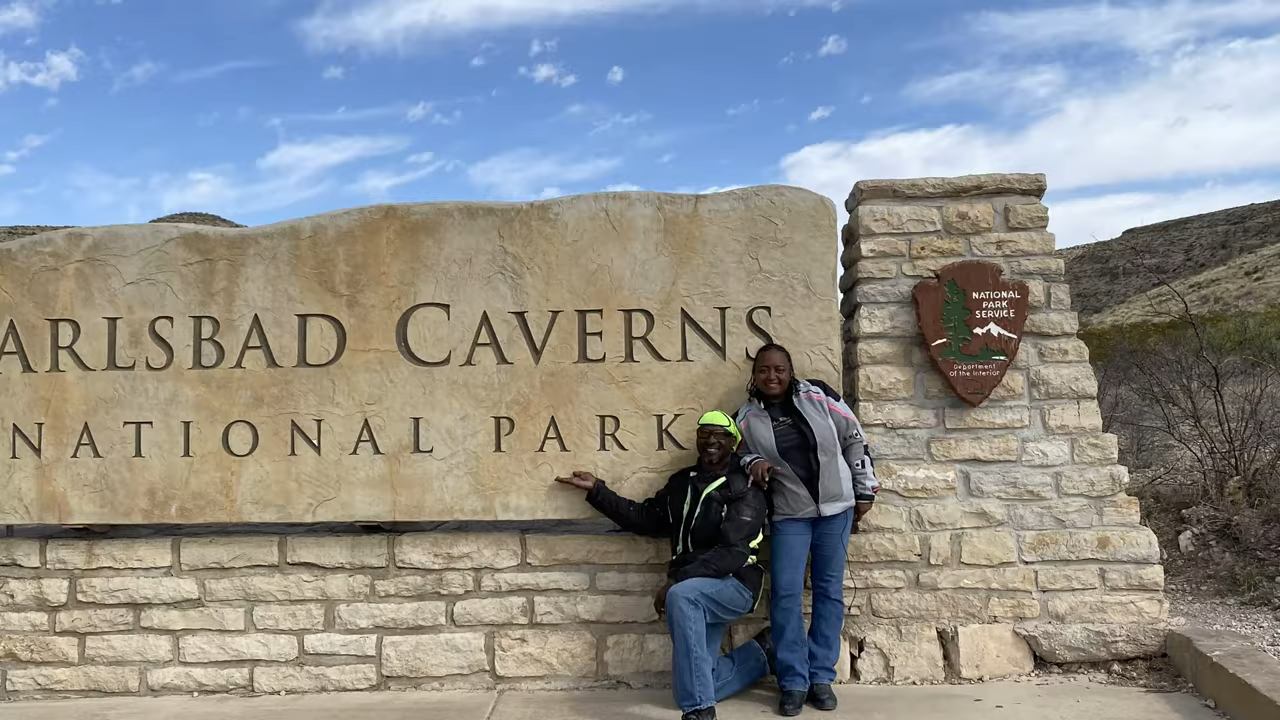 ARLSBAD CAVERNS
NATIONAL PARK
NATIONAL
PARK
SERVICE
Department
of the Interior